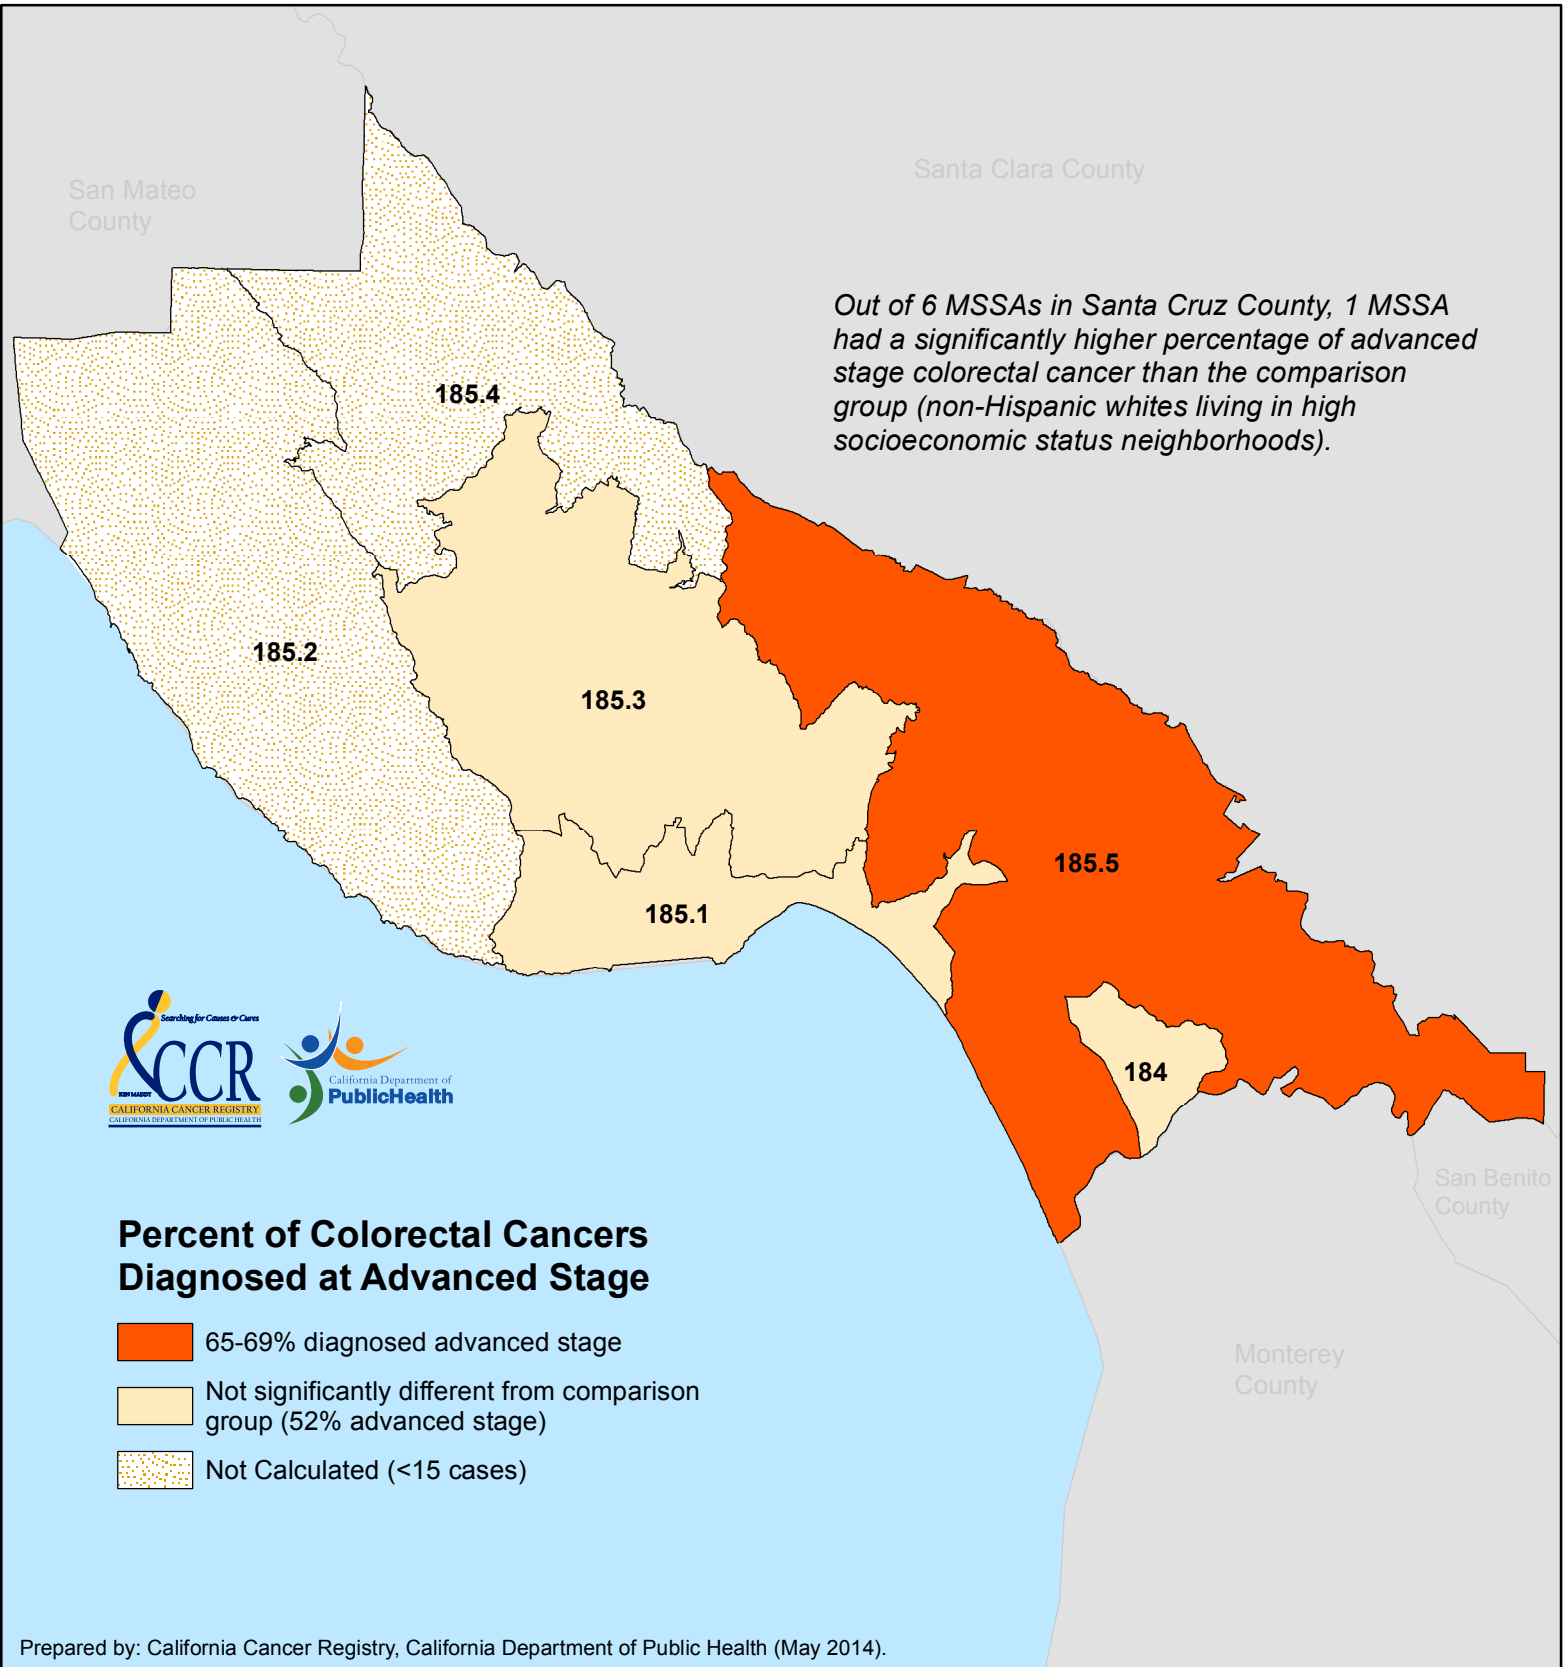 San Mateo
County
Santa Clara County
Out of 6 MSSAs in Santa Cruz County, 1 MSSA
had a significantly higher percentage of advanced
stage colorectal cancer than the comparison
group (non-Hispanic whites living in high
socioeconomic status neighborhoods).
185.4
185.2
185.3
185.5
185.1
184
Searching for Causes & Cures
CCR
KEN MADDY
CALIFORNIA CANCER REGISTRY
CALIFORNIA DEPARTMENT OF PUBLIC HEALTH
California Department of
PublicHealth
San Benito
County
Monterey
County
Percent of Colorectal Cancers
Diagnosed at Advanced Stage
65-69% diagnosed advanced stage
Not significantly different from comparison
group (52% advanced stage)
Not Calculated (<15 cases)
Prepared by: California Cancer Registry, California Department of Public Health (May 2014).